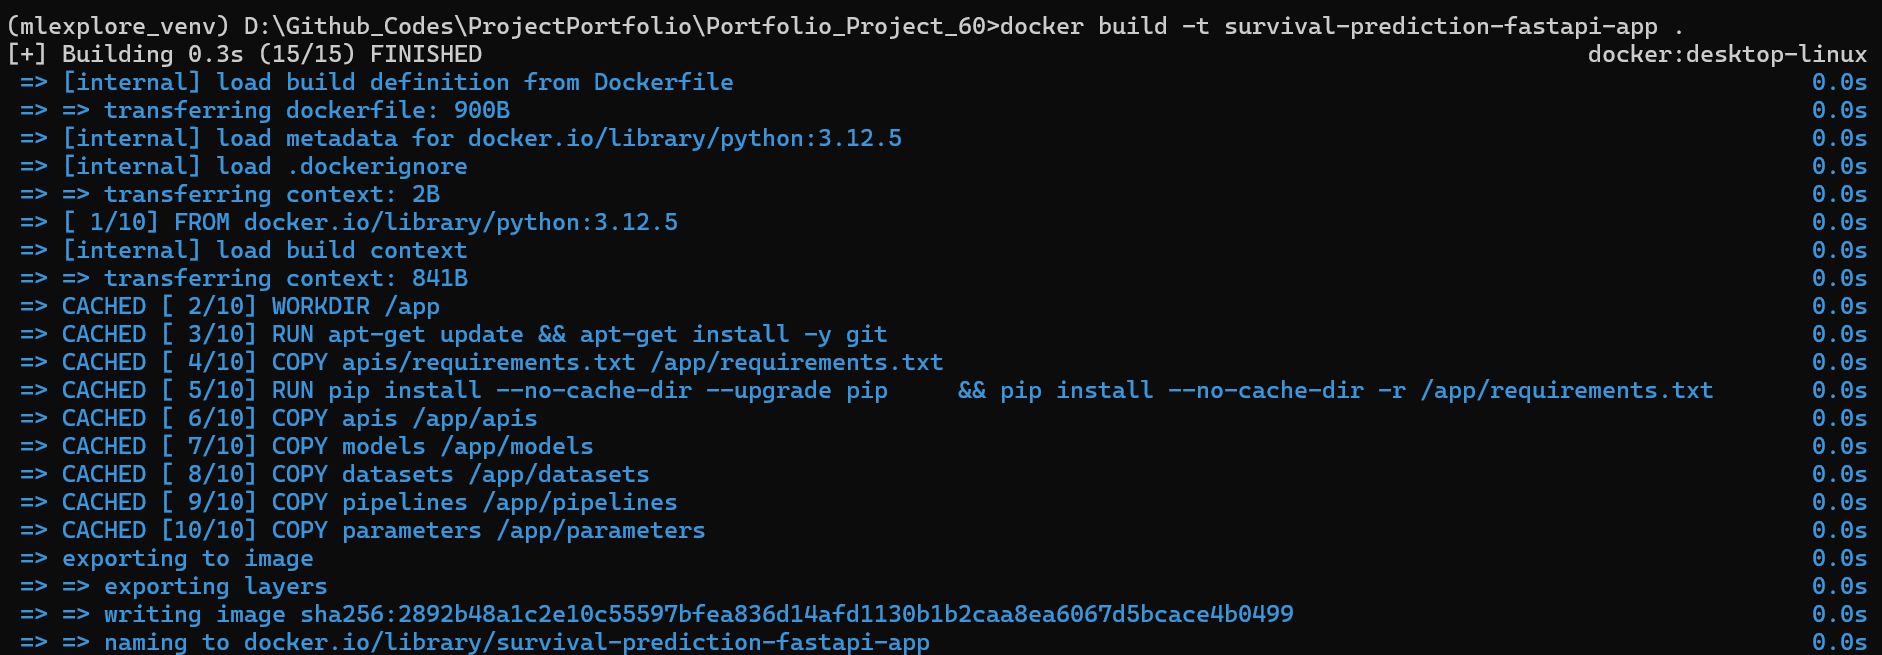 (mlexplore_venv) D:\Github_Codes\ProjectPortfolio\Portfolio_Project_60>docker build -t survival-prediction-fastapi-app .
[+] Building 0.3s (15/15) FINISHED docker:desktop-linux
=> [internal] load build definition from Dockerfile 0.0s
=> => transferring dockerfile: 900B 0.0s
=> [internal] load metadata for docker.io/library/python:3.12.5 0.0s
=> [internal] load .dockerignore 0.0s
=> => transferring context: 2B 0.0s
=> [ 1/10] FROM docker.io/library/python:3.12.5 0.0s
=> [internal] load build context 0.0s
=> => transferring context: 841B 0.0s
=> CACHED [ 2/10] WORKDIR /app 0.0s
=> CACHED [ 3/10] RUN apt-get update && apt-get install -y git 0.0s
=> CACHED [ 4/10] COPY apis/requirements.txt /app/requirements.txt 0.0s
=> CACHED [ 5/10] RUN pip install --no-cache-dir --upgrade pip     && pip install --no-cache-dir -r /app/requirements.txt 0.0s
=> CACHED [ 6/10] COPY apis /app/apis 0.0s
=> CACHED [ 7/10] COPY models /app/models 0.0s
=> CACHED [ 8/10] COPY datasets /app/datasets 0.0s
=> CACHED [ 9/10] COPY pipelines /app/pipelines 0.0s
=> CACHED [10/10] COPY parameters /app/parameters 0.0s
=> exporting to image 0.0s
=> => exporting layers 0.0s
=> => writing image sha256:2892b48a1c2e10c55597bfea836d14afd1130b1b2caa8ea6067d5bcace4b0499 0.0s
=> => naming to docker.io/library/survival-prediction-fastapi-app 0.0s